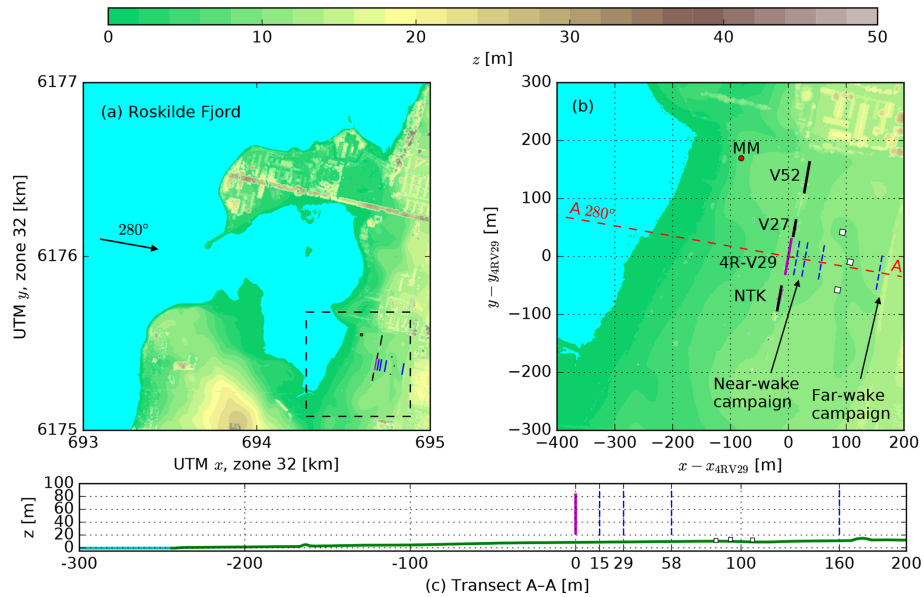 0 10 20 30 40 50
z [m]
6177
6176
6175
UTM y, zone 32 [km]
(a) Roskilde Fjord
280°
693 694 695
UTM x, zone 32 [km]
300
200
100
0
−100
−200
−300
y − y4RV29 [m]
(b)
MM
V52
A 280°
V27
4R-V29
A
NTK
Near-wake
campaign
Far-wake
campaign
−400 −300 −200 −100 0 100 200
x − x4RV29 [m]
100
80
60
40
20
0
z [m]
−300 −200 −100 0 15 29 58 100 160 200
(c) Transect A–A [m]